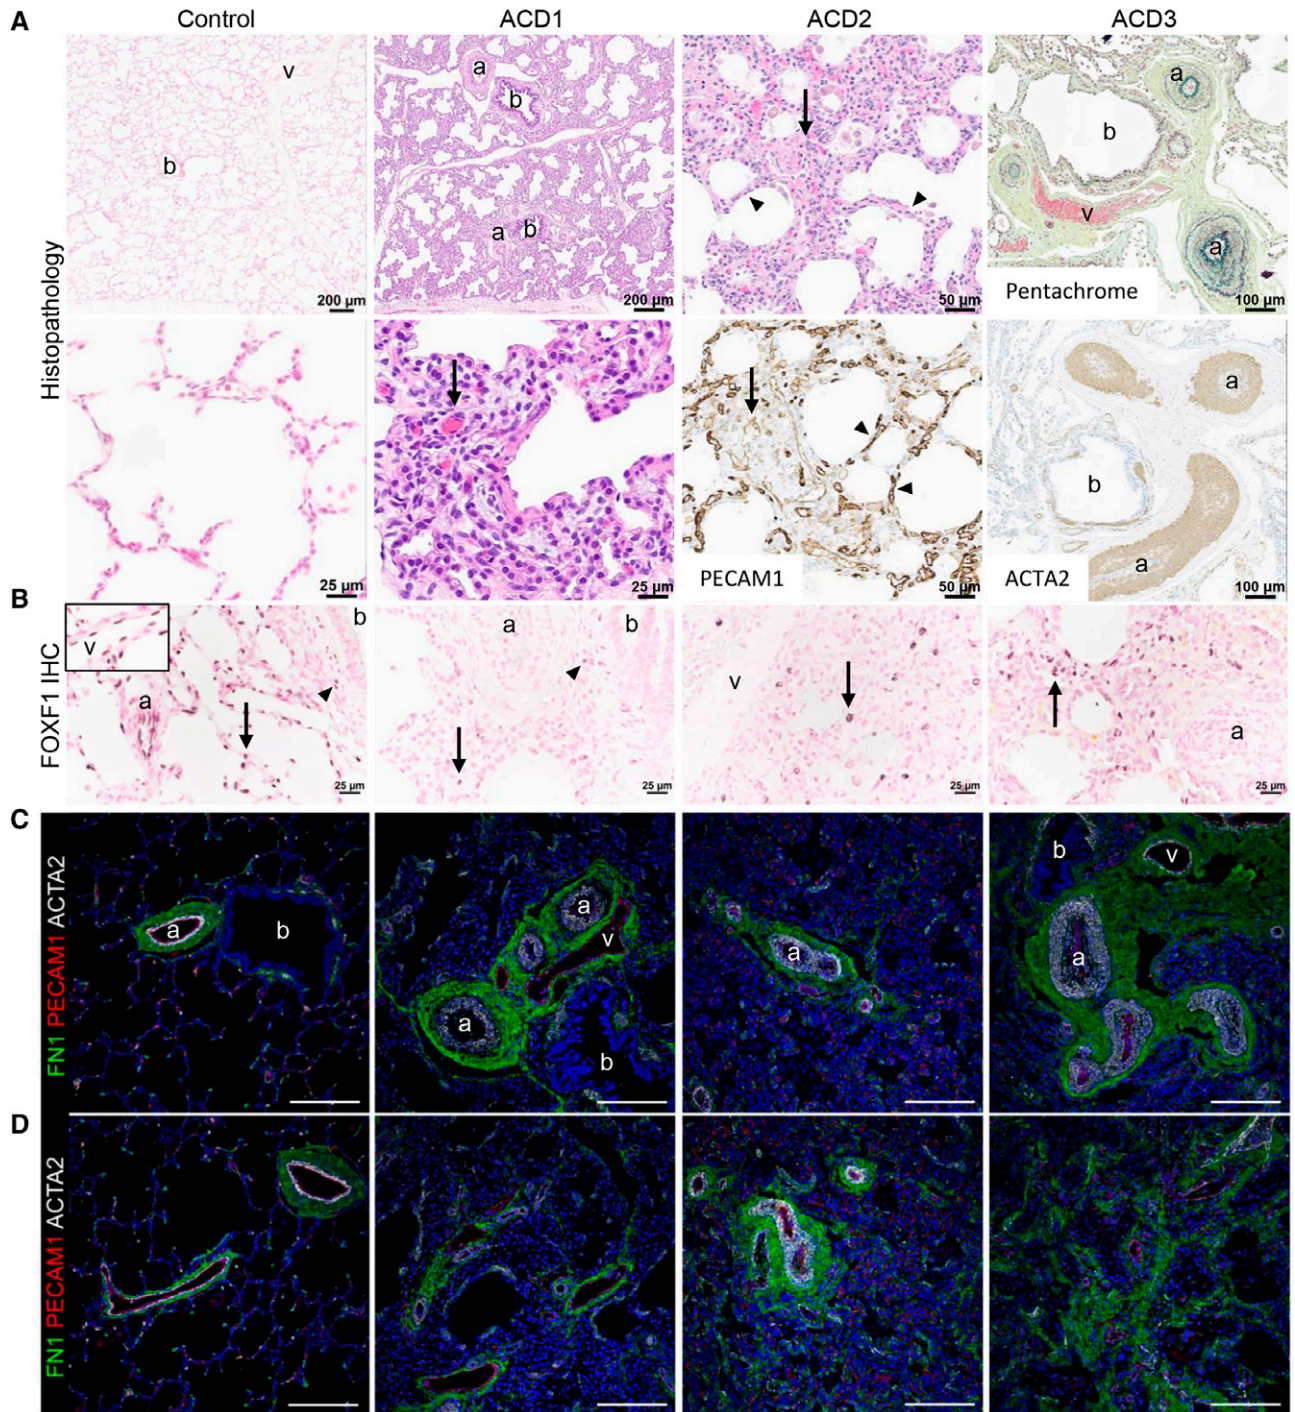 A
Control
ACD1
ACD2
ACD3
Histopathology
v
b
200 µm
a
b
a
b
200 µm
50 µm
a
b
v
a
Pentachrome
100 µm
25 µm
25 µm
PECAM1
50 µm
a
b
a
ACTA2
100 µm
B
FOXF1 IHC
v
a
b
25 µm
a
b
25 µm
v
25 µm
a
25 µm
C
FN1 PECAM1 ACTA2
a
b
a
v
a
b
a
b
v
a
D
FN1 PECAM1 ACTA2